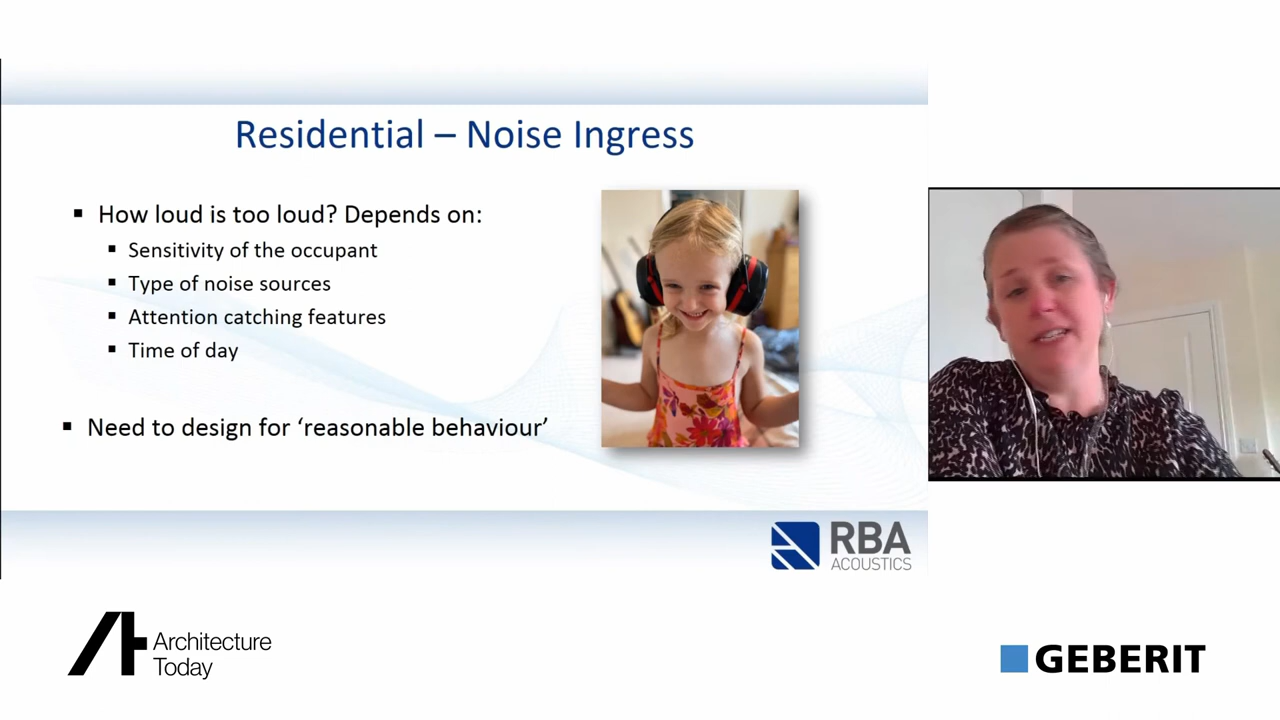 Residential – Noise Ingress
▪ How loud is too loud? Depends on:
▪ Sensitivity of the occupant
▪ Type of noise sources
▪ Attention catching features
▪ Time of day
▪ Need to design for ‘reasonable behaviour’
RBA
ACOUSTICS
Architecture
Today
GEBERIT